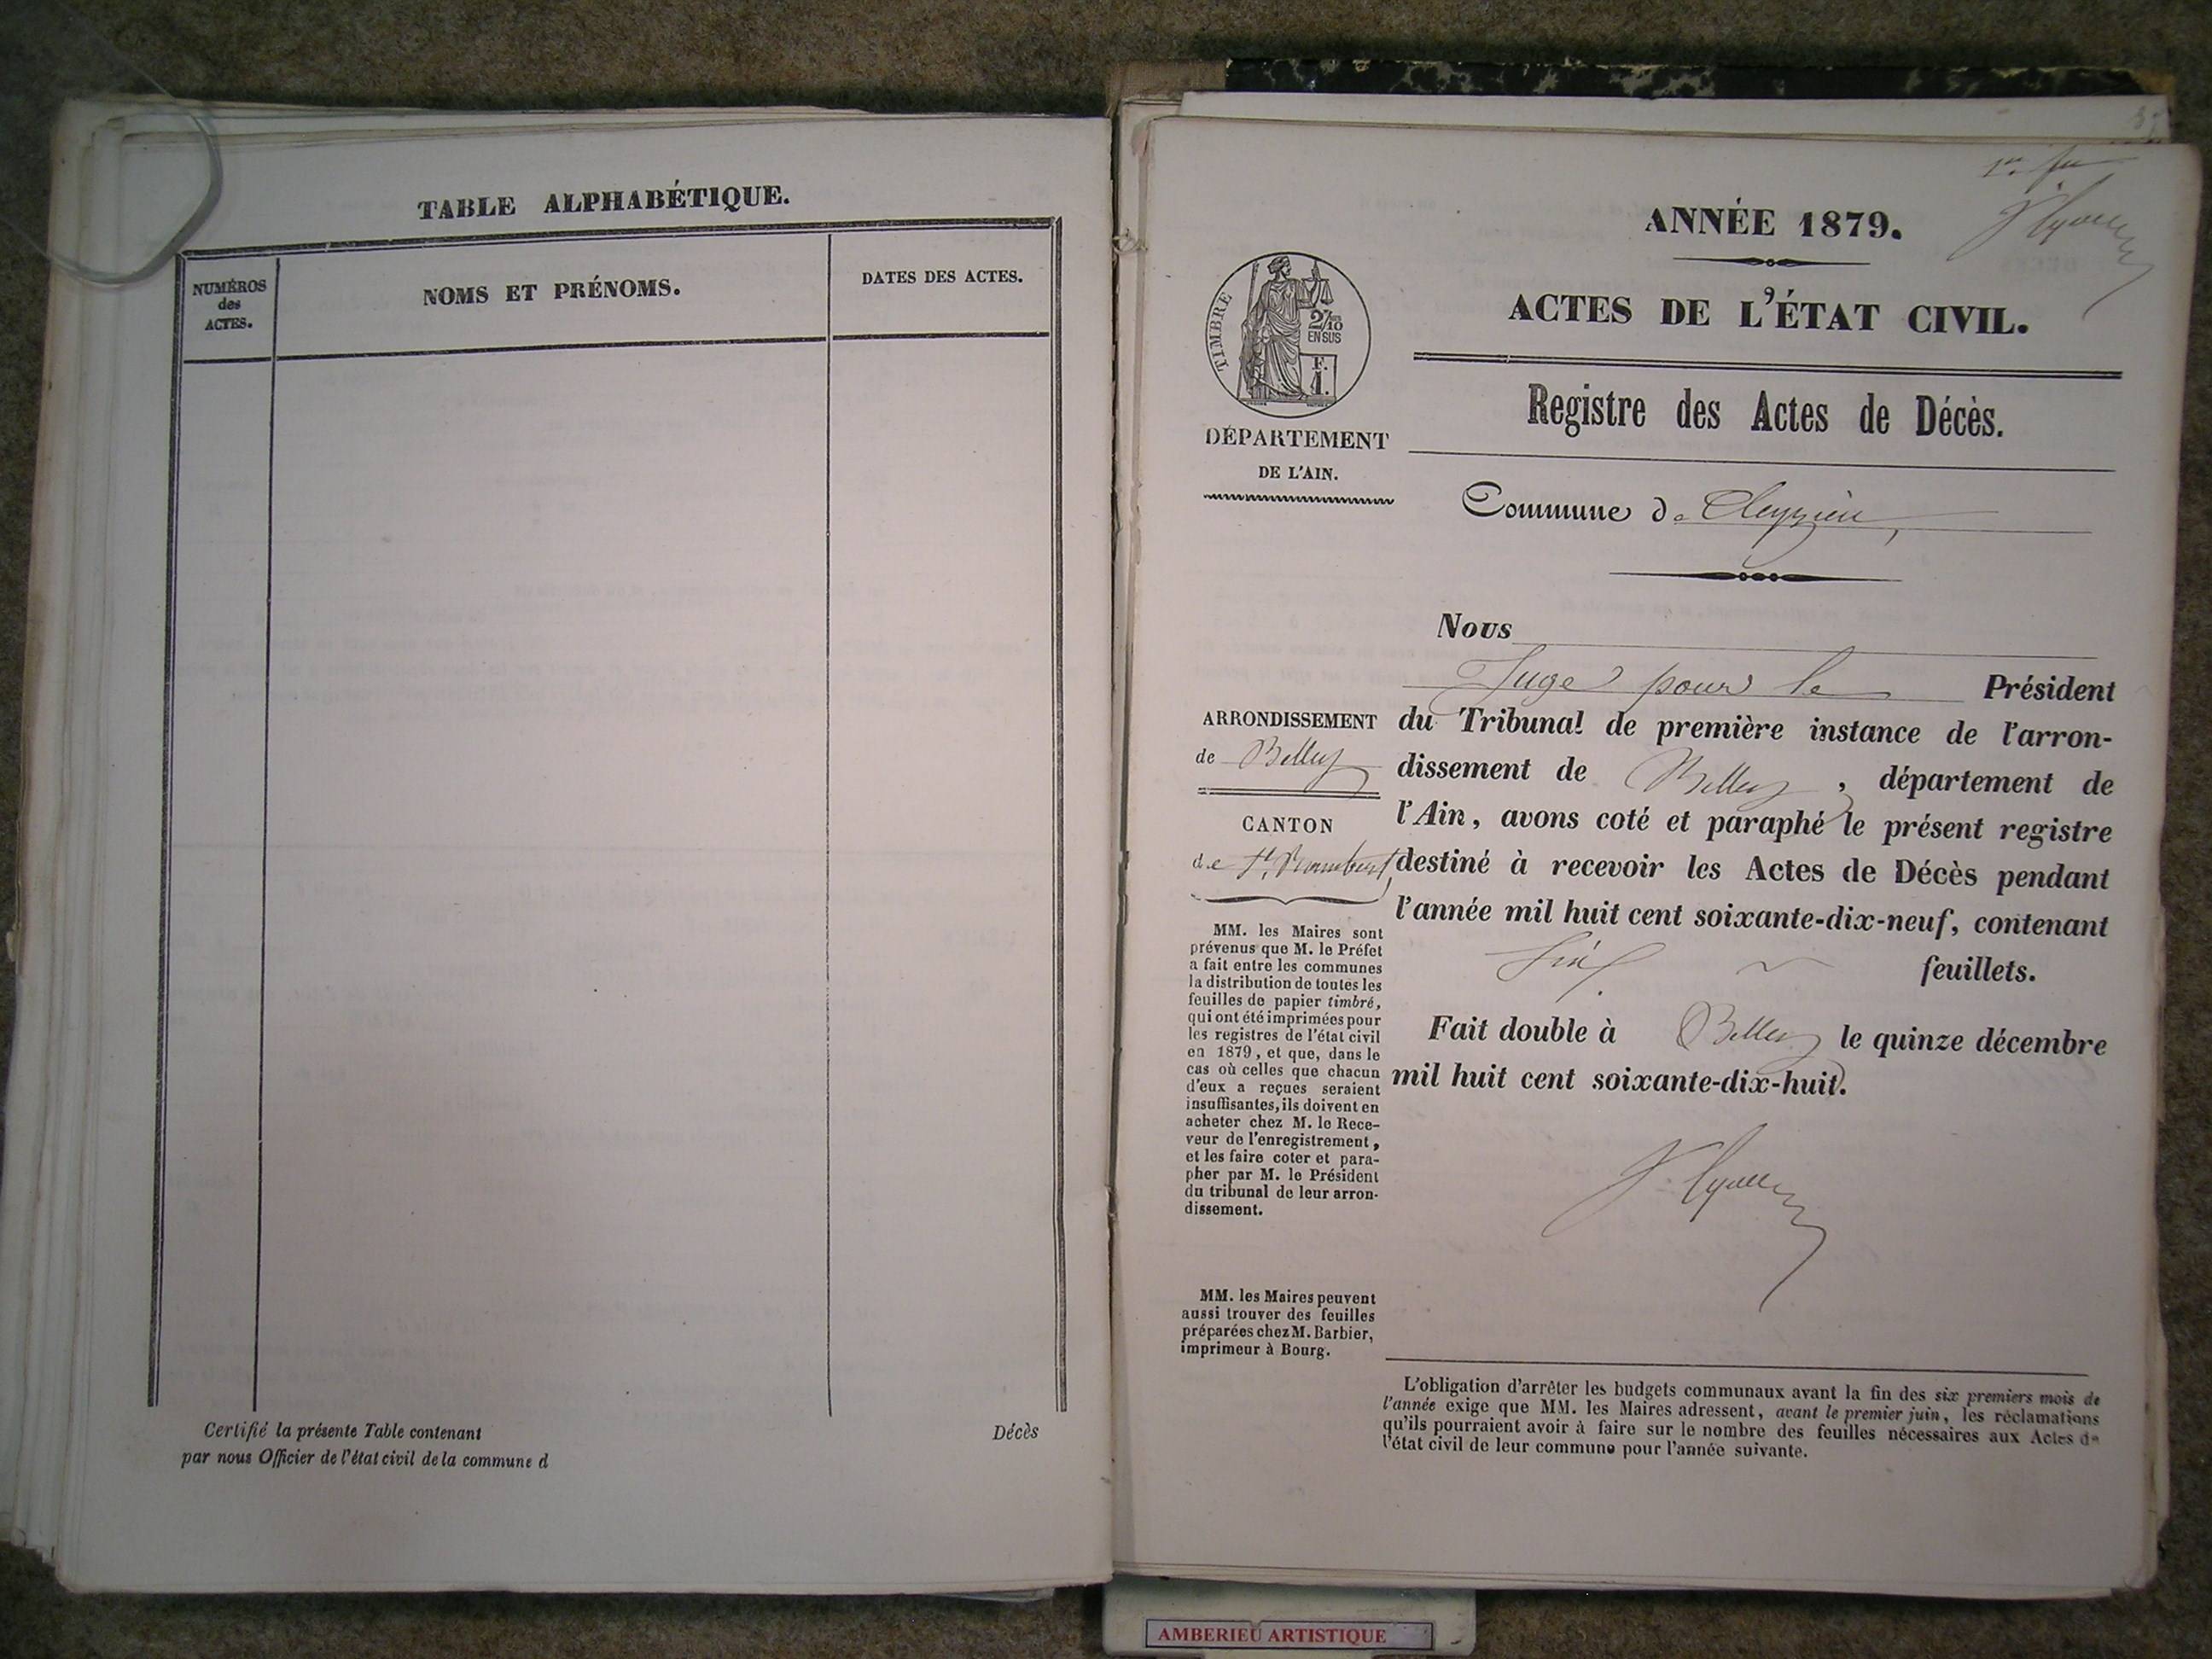 TABLE ALPHABÉTIQUE.
NUMÉROS
des
ACTES.
NOMS ET PRÉNOMS.
DATES DES ACTES.
Certifié la présente Table contenant Décès
par nous Officier de l'état civil de la commune d
ANNÉE 1879.
ACTES DE L'ÉTAT CIVIL.
TIMBRE
2/10
EN SUS
F.
1.
DÉPARTEMENT
DE L'AIN.
Registre des Actes de Décès.
Commune de Cleyzieu,
ARRONDISSEMENT
de Belley
CANTON
de St. Rambert,
MM. les Maires sont
prévenus que M. le Préfet
a fait entre les communes
la distribution de toutes les
feuilles de papier timbré,
qui ont été imprimées pour
les registres de l'état civil
en 1879, et que, dans le
cas où celles que chacun
d'eux a reçues seraient
insuffisantes, ils doivent en
acheter chez M. le Rece-
veur de l'enregistrement,
et les faire coter et para-
pher par M. le Président
du tribunal de leur arron-
dissement.
MM. les Maires peuvent
aussi trouver des feuilles
préparées chez M. Barbier,
imprimeur à Bourg.
Nous
Juge pour le Président
du Tribunal de première instance de l'arron-
dissement de Belley, département de
l'Ain, avons coté et paraphé le présent registre
destiné à recevoir les Actes de Décès pendant
l'année mil huit cent soixante-dix-neuf, contenant
six feuillets.
Fait double à Belley le quinze décembre
mil huit cent soixante-dix-huit.
L'obligation d'arrêter les budgets communaux avant la fin des six premiers mois de
l'année exige que MM. les Maires adressent, avant le premier juin, les réclamations
qu'ils pourraient avoir à faire sur le nombre des feuilles nécessaires aux Actes de
l'état civil de leur commune pour l'année suivante.
AMBERIEU ARTISTIQUE